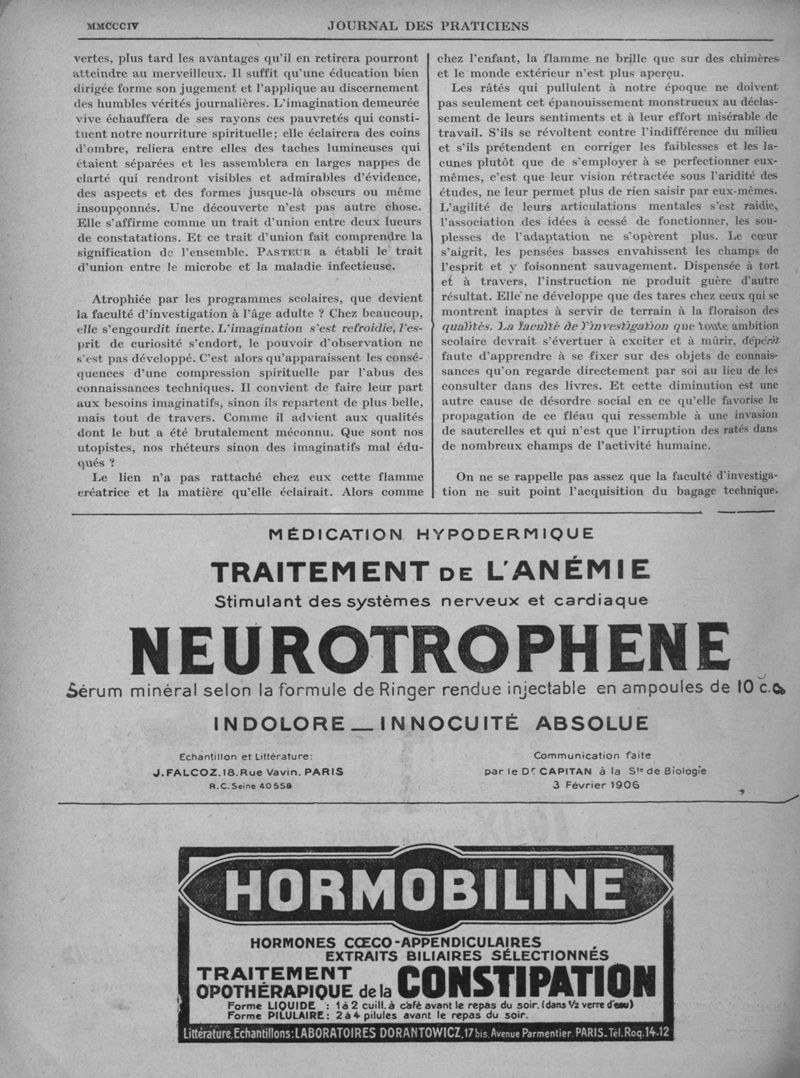 MMCCCIV
JOURNAL DES PRATICIENS
vertes, plus tard les avantages qu'il en retirera pourront
atteindre au merveilleux. Il suffit qu'une éducation bien
dirigée forme son jugement et l'applique au discernement
des humbles vérités journalières. L'imagination demeurée
vive échauffera de ses rayons ces pauvretés qui consti-
tuent notre nourriture spirituelle; elle éclairera des coins
d'ombre, reliera entre elles des taches lumineuses qui
étaient séparées et les assemblera en larges nappes de
clarté qui rendront visibles et admirables d'évidence,
des aspects et des formes jusque-là obscurs ou même
insoupçonnés. Une découverte n'est pas autre chose.
Elle s'affirme comme un trait d'union entre deux lueurs
de constatations. Et ce trait d'union fait comprendre la
signification de l'ensemble. PASTEUR a établi le trait
d'union entre le microbe et la maladie infectieuse.
Atrophiée par les programmes scolaires, que devient
la faculté d'investigation à l'âge adulte ? Chez beaucoup,
elle s'engourdit inerte. L'imagination s'est refroidie, l'es-
prit de curiosité s'endort, le pouvoir d'observation ne
s'est pas développé. C'est alors qu'apparaissent les consé-
quences d'une compression spirituelle par l'abus des
connaissances techniques. Il convient de faire leur part
aux besoins imaginatifs, sinon ils repartent de plus belle,
mais tout de travers. Comme il advient aux qualités
dont le but a été brutalement méconnu. Que sont nos
utopistes, nos rhéteurs sinon des imaginatifs mal édu-
qués ?
Le lien n'a pas rattaché chez eux cette flamme
créatrice et la matière qu'elle éclairait. Alors comme
chez l'enfant, la flamme ne brille que sur des chimères
et le monde extérieur n'est plus aperçu.
Les râtés qui pullulent à notre époque ne doivent
pas seulement cet épanouissement monstrueux au déclas-
sement de leurs sentiments et à leur effort misérable de
travail. S'ils se révoltent contre l'indifférence du milieu
et s'ils prétendent en corriger les faiblesses et les la-
cunes plutôt que de s'employer à se perfectionner eux-
mêmes, c'est que leur vision rétractée sous l'aridité des
études, ne leur permet plus de rien saisir par eux-mêmes.
L'agilité de leurs articulations mentales s'est raidie,
l'association des idées à cessé de fonctionner, les sou-
plesses de l'adaptation ne s'opèrent plus. Le cœur
s'aigrit, les pensées basses envahissent les champs de
l'esprit et y foisonnent sauvagement. Dispensée à tort
et à travers, l'instruction ne produit guère d'autre
résultat. Elle ne développe que des tares chez ceux qui se
montrent inaptes à servir de terrain à la floraison des
qualités. La faculté de l'investigation que toute ambition
scolaire devrait s'évertuer à exciter et à mûrir, dépérit
faute d'apprendre à se fixer sur des objets de connais-
sances qu'on regarde directement par soi au lieu de les
consulter dans des livres. Et cette diminution est une
autre cause de désordre social en ce qu'elle favorise la
propagation de ce fléau qui ressemble à une invasion
de sauterelles et qui n'est que l'irruption des ratés dans
de nombreux champs de l'activité humaine.
On ne se rappelle pas assez que la faculté d'investiga-
tion ne suit point l'acquisition du bagage technique.
MÉDICATION HYPODERMIQUE
TRAITEMENT DE L'ANÉMIE
Stimulant des systèmes nerveux et cardiaque
NEUROTROPHENE
Sérum minéral selon la formule de Ringer rendue injectable en ampoules de 10 c.c.
INDOLORE — INNOCUITÉ ABSOLUE
Echantillon et Littérature:
J. FALCOZ. 18. Rue Vavin. PARIS
R.C. Seine 40558
Communication faite
par le Dr CAPITAN à la Sté de Biologie
3 Février 1906
HORMOBILINE
HORMONES CŒCO-APPENDICULAIRES
EXTRAITS BILIAIRES SÉLECTIONNÉS
TRAITEMENT
OPOTHÉRAPIQUE de la CONSTIPATION
Forme LIQUIDE : 1 à 2 cuill. à café avant le repas du soir. (dans 1/2 verre d'eau)
Forme PILULAIRE : 2 à 4 pilules avant le repas du soir.
Littérature, Echantillons: LABORATOIRES DORANTOWICZ, 17 bis, Avenue Parmentier. PARIS. Tél. Roq. 14-12